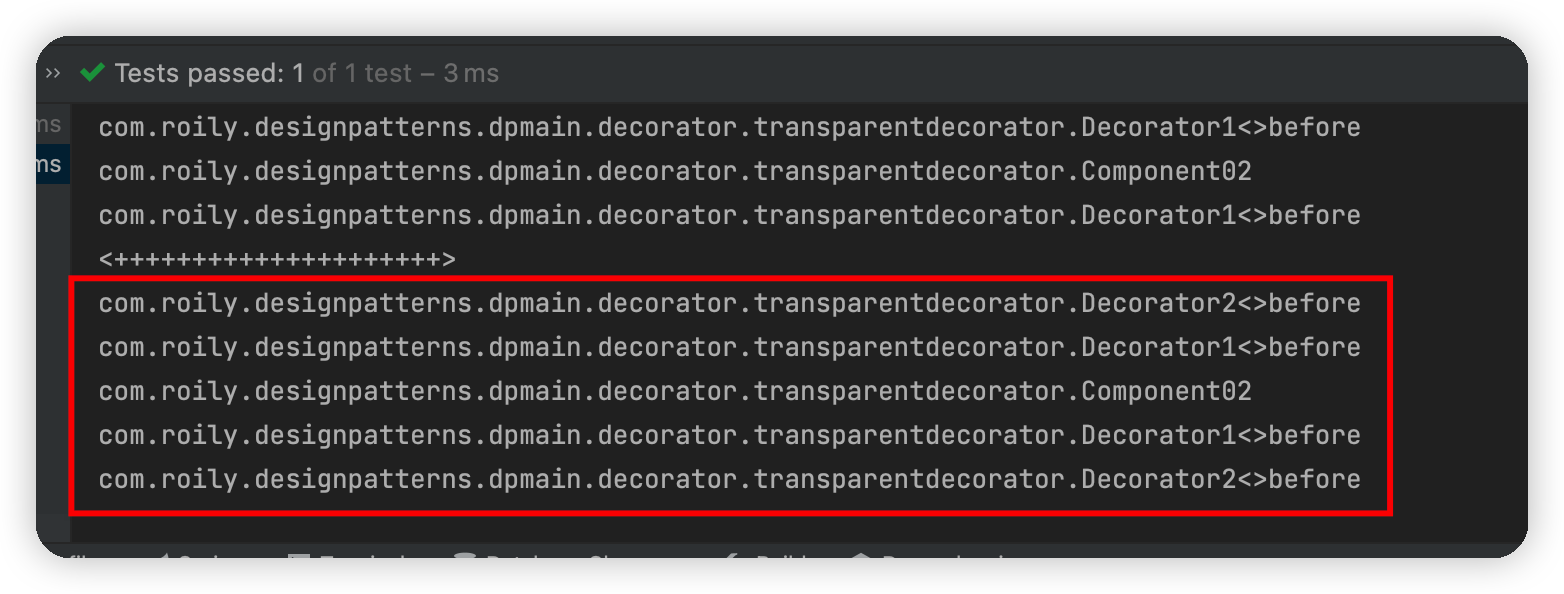 >> Tests passed: 1 of 1 test – 3 ms
ms
ms
com.roily.designpatterns.dpmain.decorator.transparentdecorator.Decorator1<>before
com.roily.designpatterns.dpmain.decorator.transparentdecorator.Component02
com.roily.designpatterns.dpmain.decorator.transparentdecorator.Decorator1<>before
<+++++++++++++++++++++>
com.roily.designpatterns.dpmain.decorator.transparentdecorator.Decorator2<>before
com.roily.designpatterns.dpmain.decorator.transparentdecorator.Decorator1<>before
com.roily.designpatterns.dpmain.decorator.transparentdecorator.Component02
com.roily.designpatterns.dpmain.decorator.transparentdecorator.Decorator1<>before
com.roily.designpatterns.dpmain.decorator.transparentdecorator.Decorator2<>before